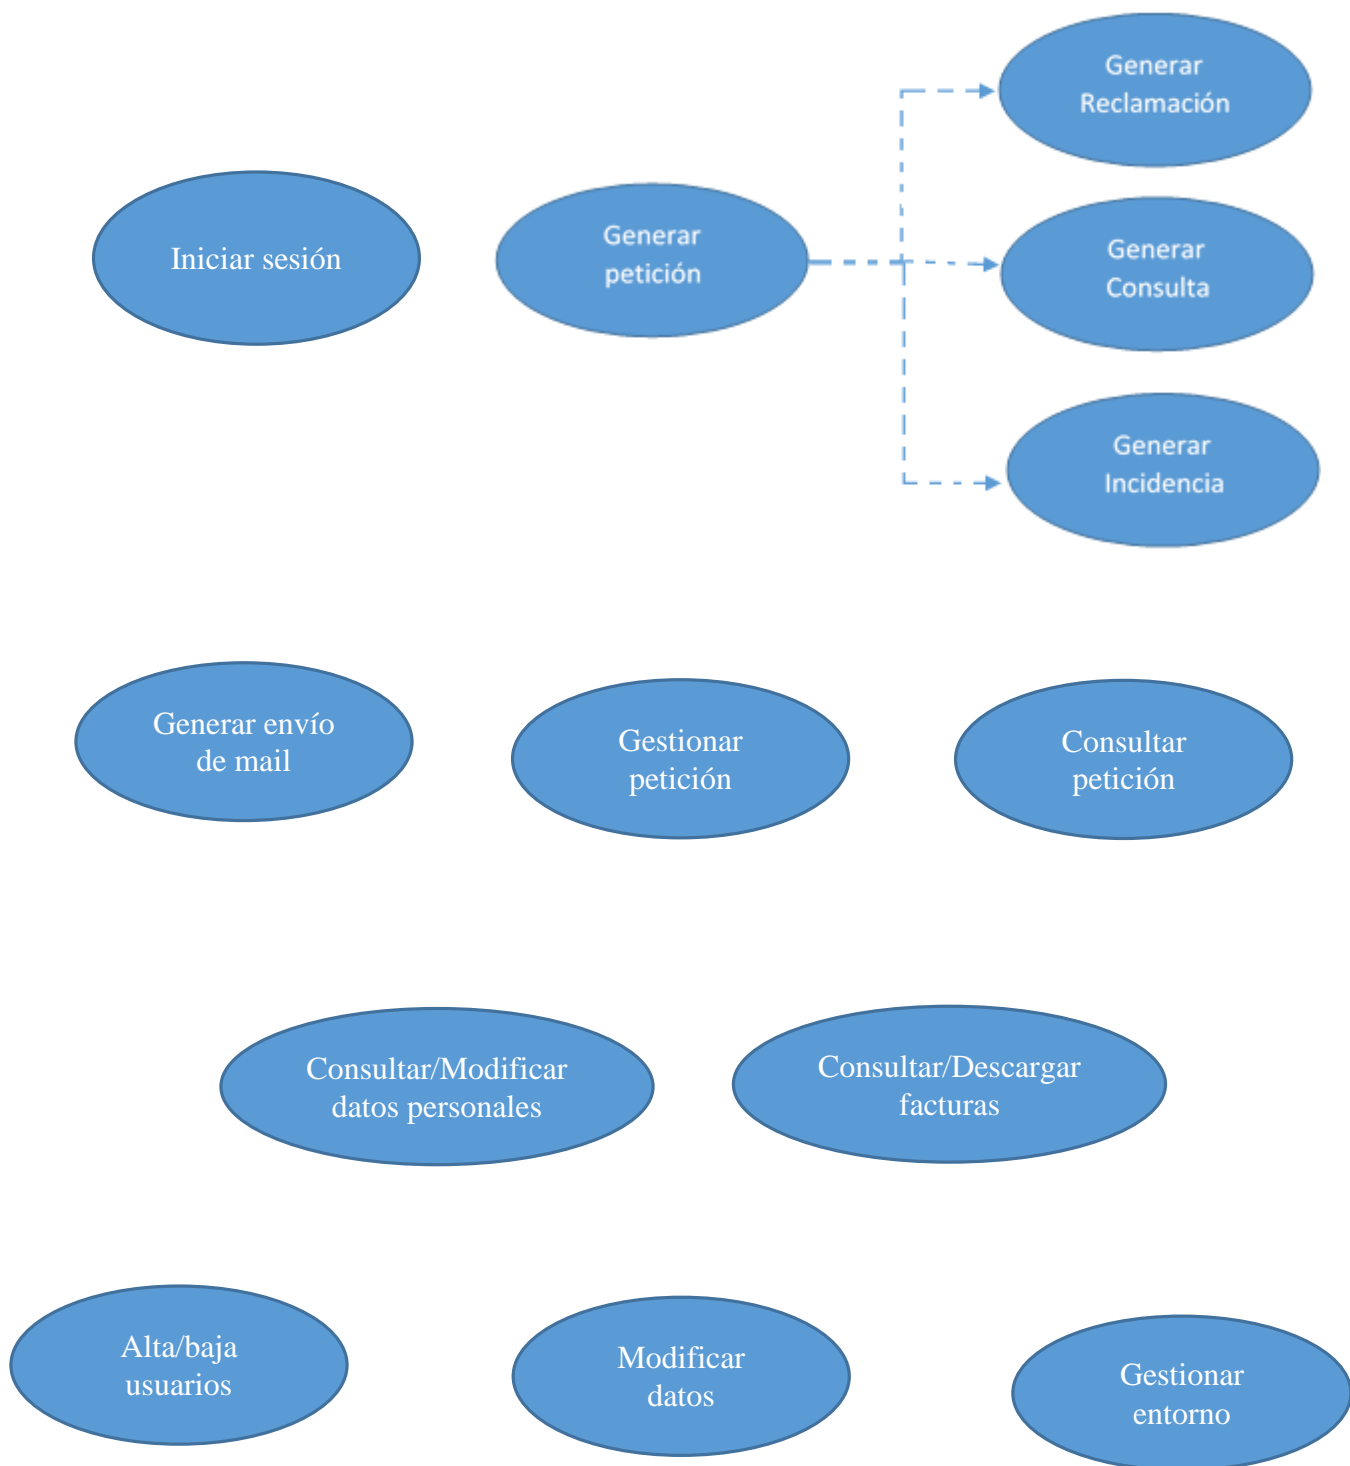 Generar
Reclamación
Iniciar sesión
Generar
petición
Generar
Consulta
Generar
Incidencia
Generar envío
de mail
Gestionar
petición
Consultar
petición
Consultar/Modificar
datos personales
Consultar/Descargar
facturas
Alta/baja
usuarios
Modificar
datos
Gestionar
entorno